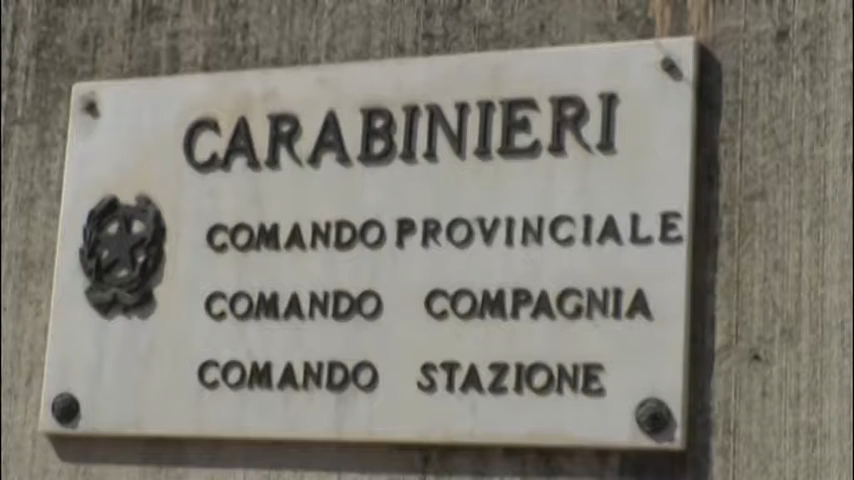 CARABINIERI
COMANDO PROVINCIALE
COMANDO COMPAGNIA
COMANDO STAZIONE